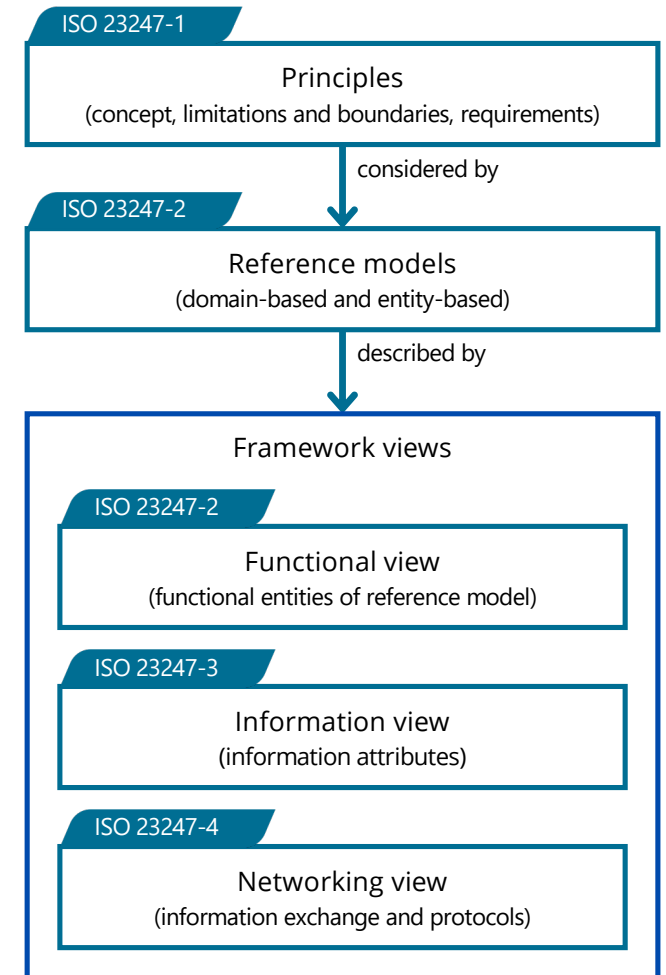 ISO 23247-1
Principles
(concept, limitations and boundaries, requirements)
considered by
ISO 23247-2
Reference models
(domain-based and entity-based)
described by
Framework views
ISO 23247-2
Functional view
(functional entities of reference model)
ISO 23247-3
Information view
(information attributes)
ISO 23247-4
Networking view
(information exchange and protocols)